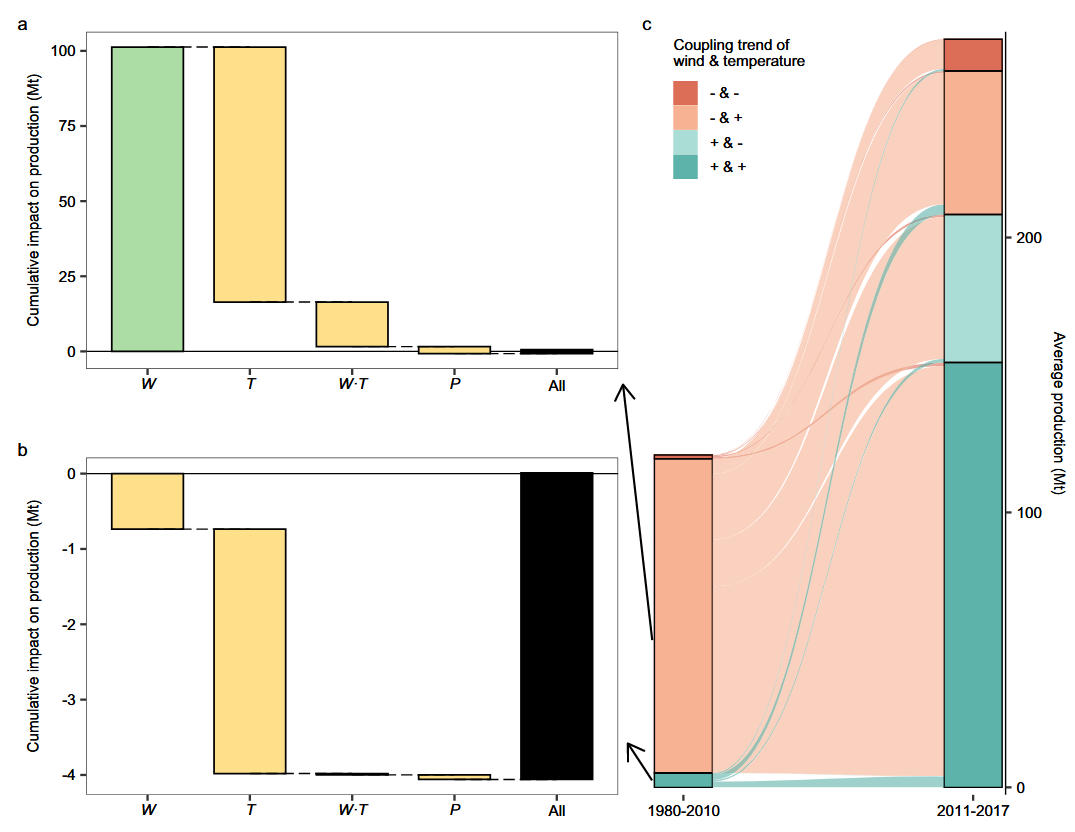 a
Cumulative impact on production (Mt)
100
75
50
25
0
W
T
W·T
P
All
b
Cumulative impact on production (Mt)
0
-1
-2
-3
-4
W
T
W·T
P
All
c
Coupling trend of
wind & temperature
- & -
- & +
+ & -
+ & +
200
100
0
Average production (Mt)
1980-2010
2011-2017